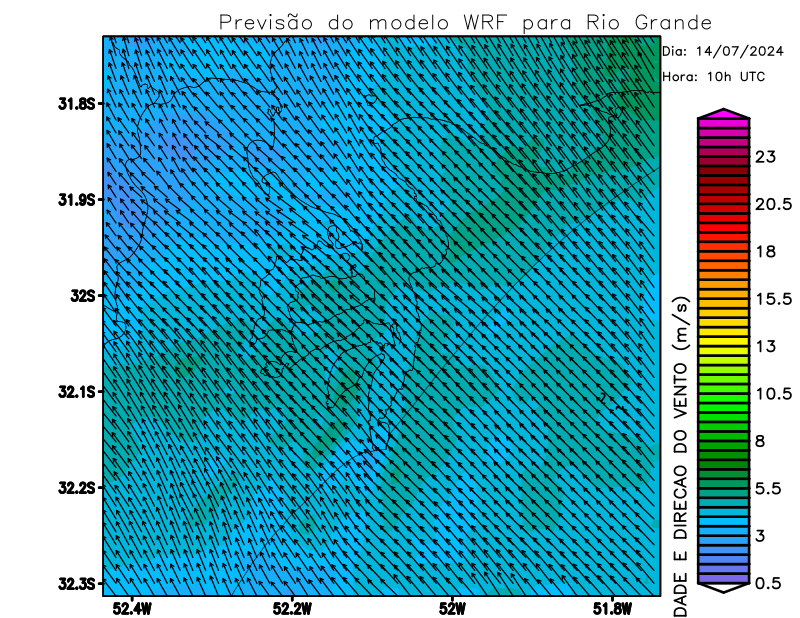 Previsão do modelo WRF para Rio Grande
Dia: 14/07/2024
Hora: 10h UTC
31.8S
31.9S
32S
32.1S
32.2S
32.3S
52.4W
52.2W
52W
51.8W
23
20.5
18
15.5
13
10.5
8
5.5
3
0.5
DADE E DIRECAO DO VENTO (m/s)